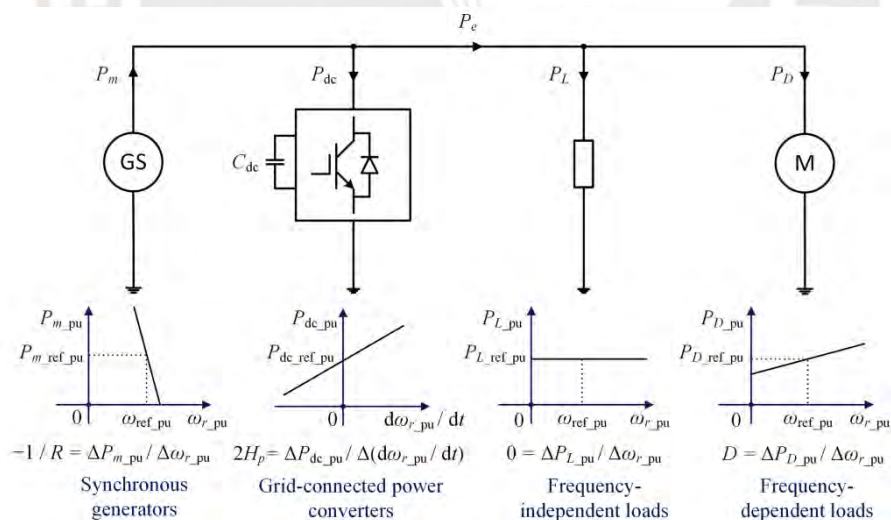 P_e
P_m
P_dc
P_L
P_D
GS
C_dc
M
P_m_pu
P_dc_pu
P_L_pu
P_D_pu
P_m_ref_pu
P_dc_ref_pu
P_L_ref_pu
P_D_ref_pu
0 ω_ref_pu ω_r_pu
0 dω_r_pu / dt
0 ω_ref_pu ω_r_pu
0 ω_ref_pu ω_r_pu
−1 / R = ΔP_m_pu / Δω_r_pu
2H_p = ΔP_dc_pu / Δ(dω_r_pu / dt)
0 = ΔP_L_pu / Δω_r_pu
D = ΔP_D_pu / Δω_r_pu
Synchronous
generators
Grid-connected power
converters
Frequency-
independent loads
Frequency-
dependent loads